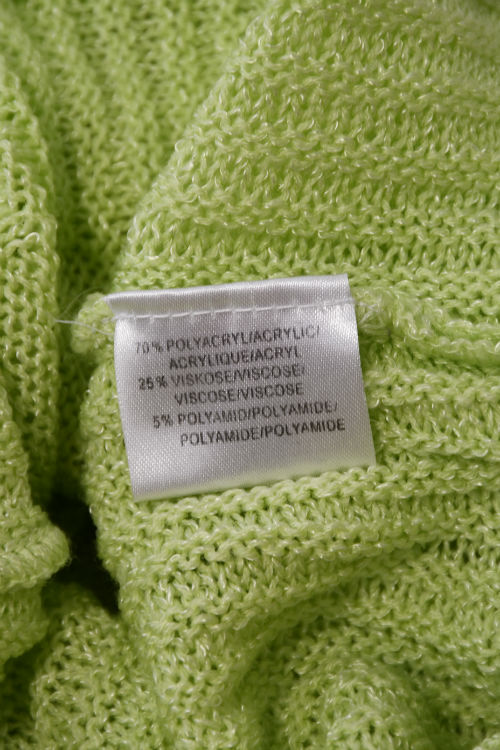 70% POLYACRYL/ACRYLIC/
ACRYLIQUE/ACRYL
25% VISKOSE/VISCOSE/
VISCOSE/VISCOSE
5% POLYAMID/POLYAMIDE/
POLYAMIDE/POLYAMIDE